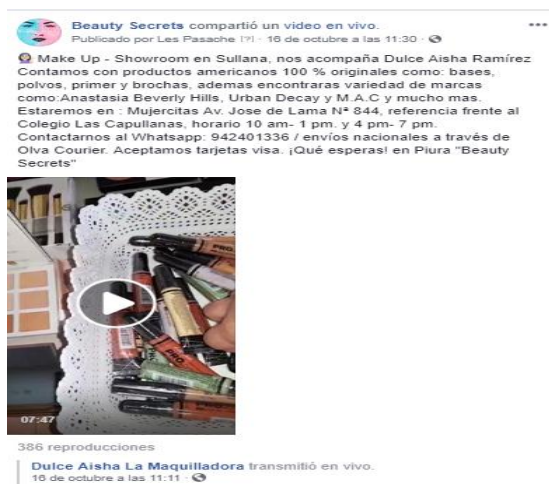 Beauty Secrets compartió un video en vivo.
Publicado por Les Pasache [?] · 16 de octubre a las 11:30 ·
Make Up - Showroom en Sullana, nos acompaña Dulce Aisha Ramírez
Contamos con productos americanos 100 % originales como: bases,
polvos, primer y brochas, ademas encontraras variedad de marcas
como:Anastasia Beverly Hills, Urban Decay y M.A.C y mucho mas.
Estaremos en : Mujercitas Av. Jose de Lama Nª 844, referencia frente al
Colegio Las Capullanas, horario 10 am- 1 pm. y 4 pm- 7 pm.
Contactarnos al Whatsapp: 942401336 / envíos nacionales a través de
Olva Courier. Aceptamos tarjetas visa. ¡Qué esperas! en Piura "Beauty
Secrets"
PRO
07:47
386 reproducciones
Dulce Aisha La Maquilladora transmitió en vivo.
16 de octubre a las 11:11 ·